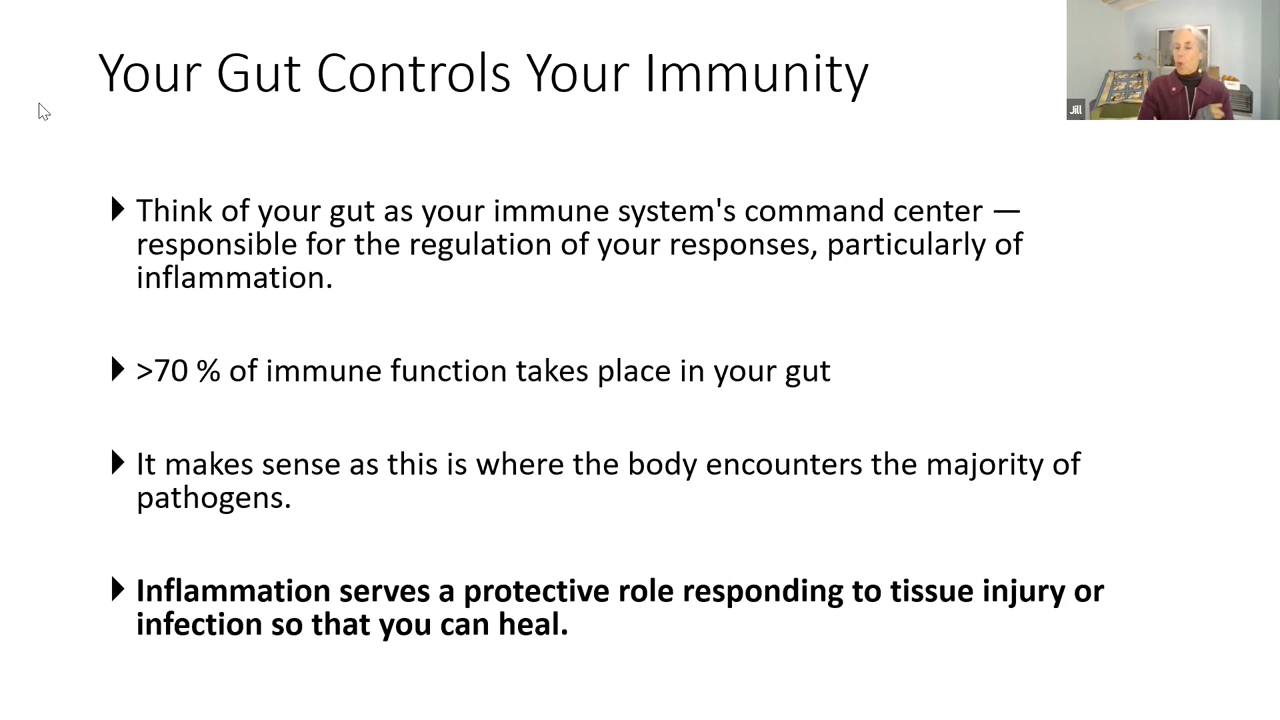 Your Gut Controls Your Immunity
Jill
Think of your gut as your immune system's command center —
responsible for the regulation of your responses, particularly of
inflammation.
>70 % of immune function takes place in your gut
It makes sense as this is where the body encounters the majority of
pathogens.
Inflammation serves a protective role responding to tissue injury or
infection so that you can heal.